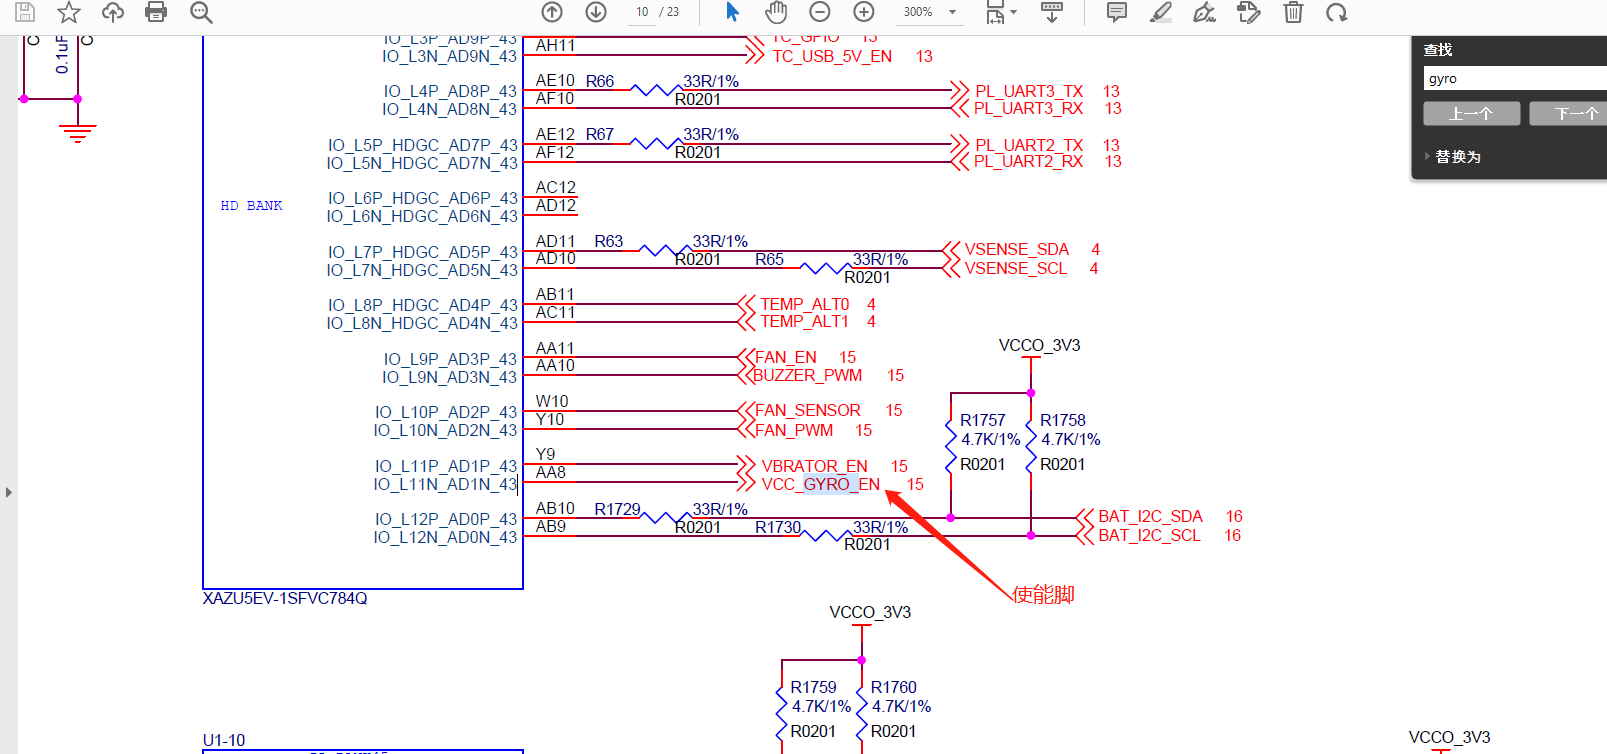 10 / 23
300%
C
0.1uF
C
IO_L3P_AD9P_43
TC_GPIO 13
IO_L3N_AD9N_43 AH11 TC_USB_5V_EN 13
IO_L4P_AD8P_43 AE10 R66 33R/1% R0201 PL_UART3_TX 13
IO_L4N_AD8N_43 AF10 PL_UART3_RX 13
IO_L5P_HDGC_AD7P_43 AE12 R67 33R/1% R0201 PL_UART2_TX 13
IO_L5N_HDGC_AD7N_43 AF12 PL_UART2_RX 13
IO_L6P_HDGC_AD6P_43 AC12
IO_L6N_HDGC_AD6N_43 AD12
HD BANK
IO_L7P_HDGC_AD5P_43 AD11 R63 33R/1% R0201 VSENSE_SDA 4
IO_L7N_HDGC_AD5N_43 AD10 R65 33R/1% R0201 VSENSE_SCL 4
IO_L8P_HDGC_AD4P_43 AB11 TEMP_ALT0 4
IO_L8N_HDGC_AD4N_43 AC11 TEMP_ALT1 4
IO_L9P_AD3P_43 AA11 FAN_EN 15
IO_L9N_AD3N_43 AA10 BUZZER_PWM 15
IO_L10P_AD2P_43 W10 FAN_SENSOR 15
IO_L10N_AD2N_43 Y10 FAN_PWM 15
IO_L11P_AD1P_43 Y9 VBRATOR_EN 15
IO_L11N_AD1N_43 AA8 VCC_GYRO_EN 15
IO_L12P_AD0P_43 AB10 R1729 33R/1% R0201 BAT_I2C_SDA 16
IO_L12N_AD0N_43 AB9 R1730 33R/1% R0201 BAT_I2C_SCL 16
VCCO_3V3
R1757 R1758
4.7K/1% 4.7K/1%
R0201 R0201
使能脚
XAZU5EV-1SFVC784Q
VCCO_3V3
R1759 R1760
4.7K/1% 4.7K/1%
R0201 R0201
U1-10
VCCO_3V3
查找
gyro
上一个 下一个
替换为